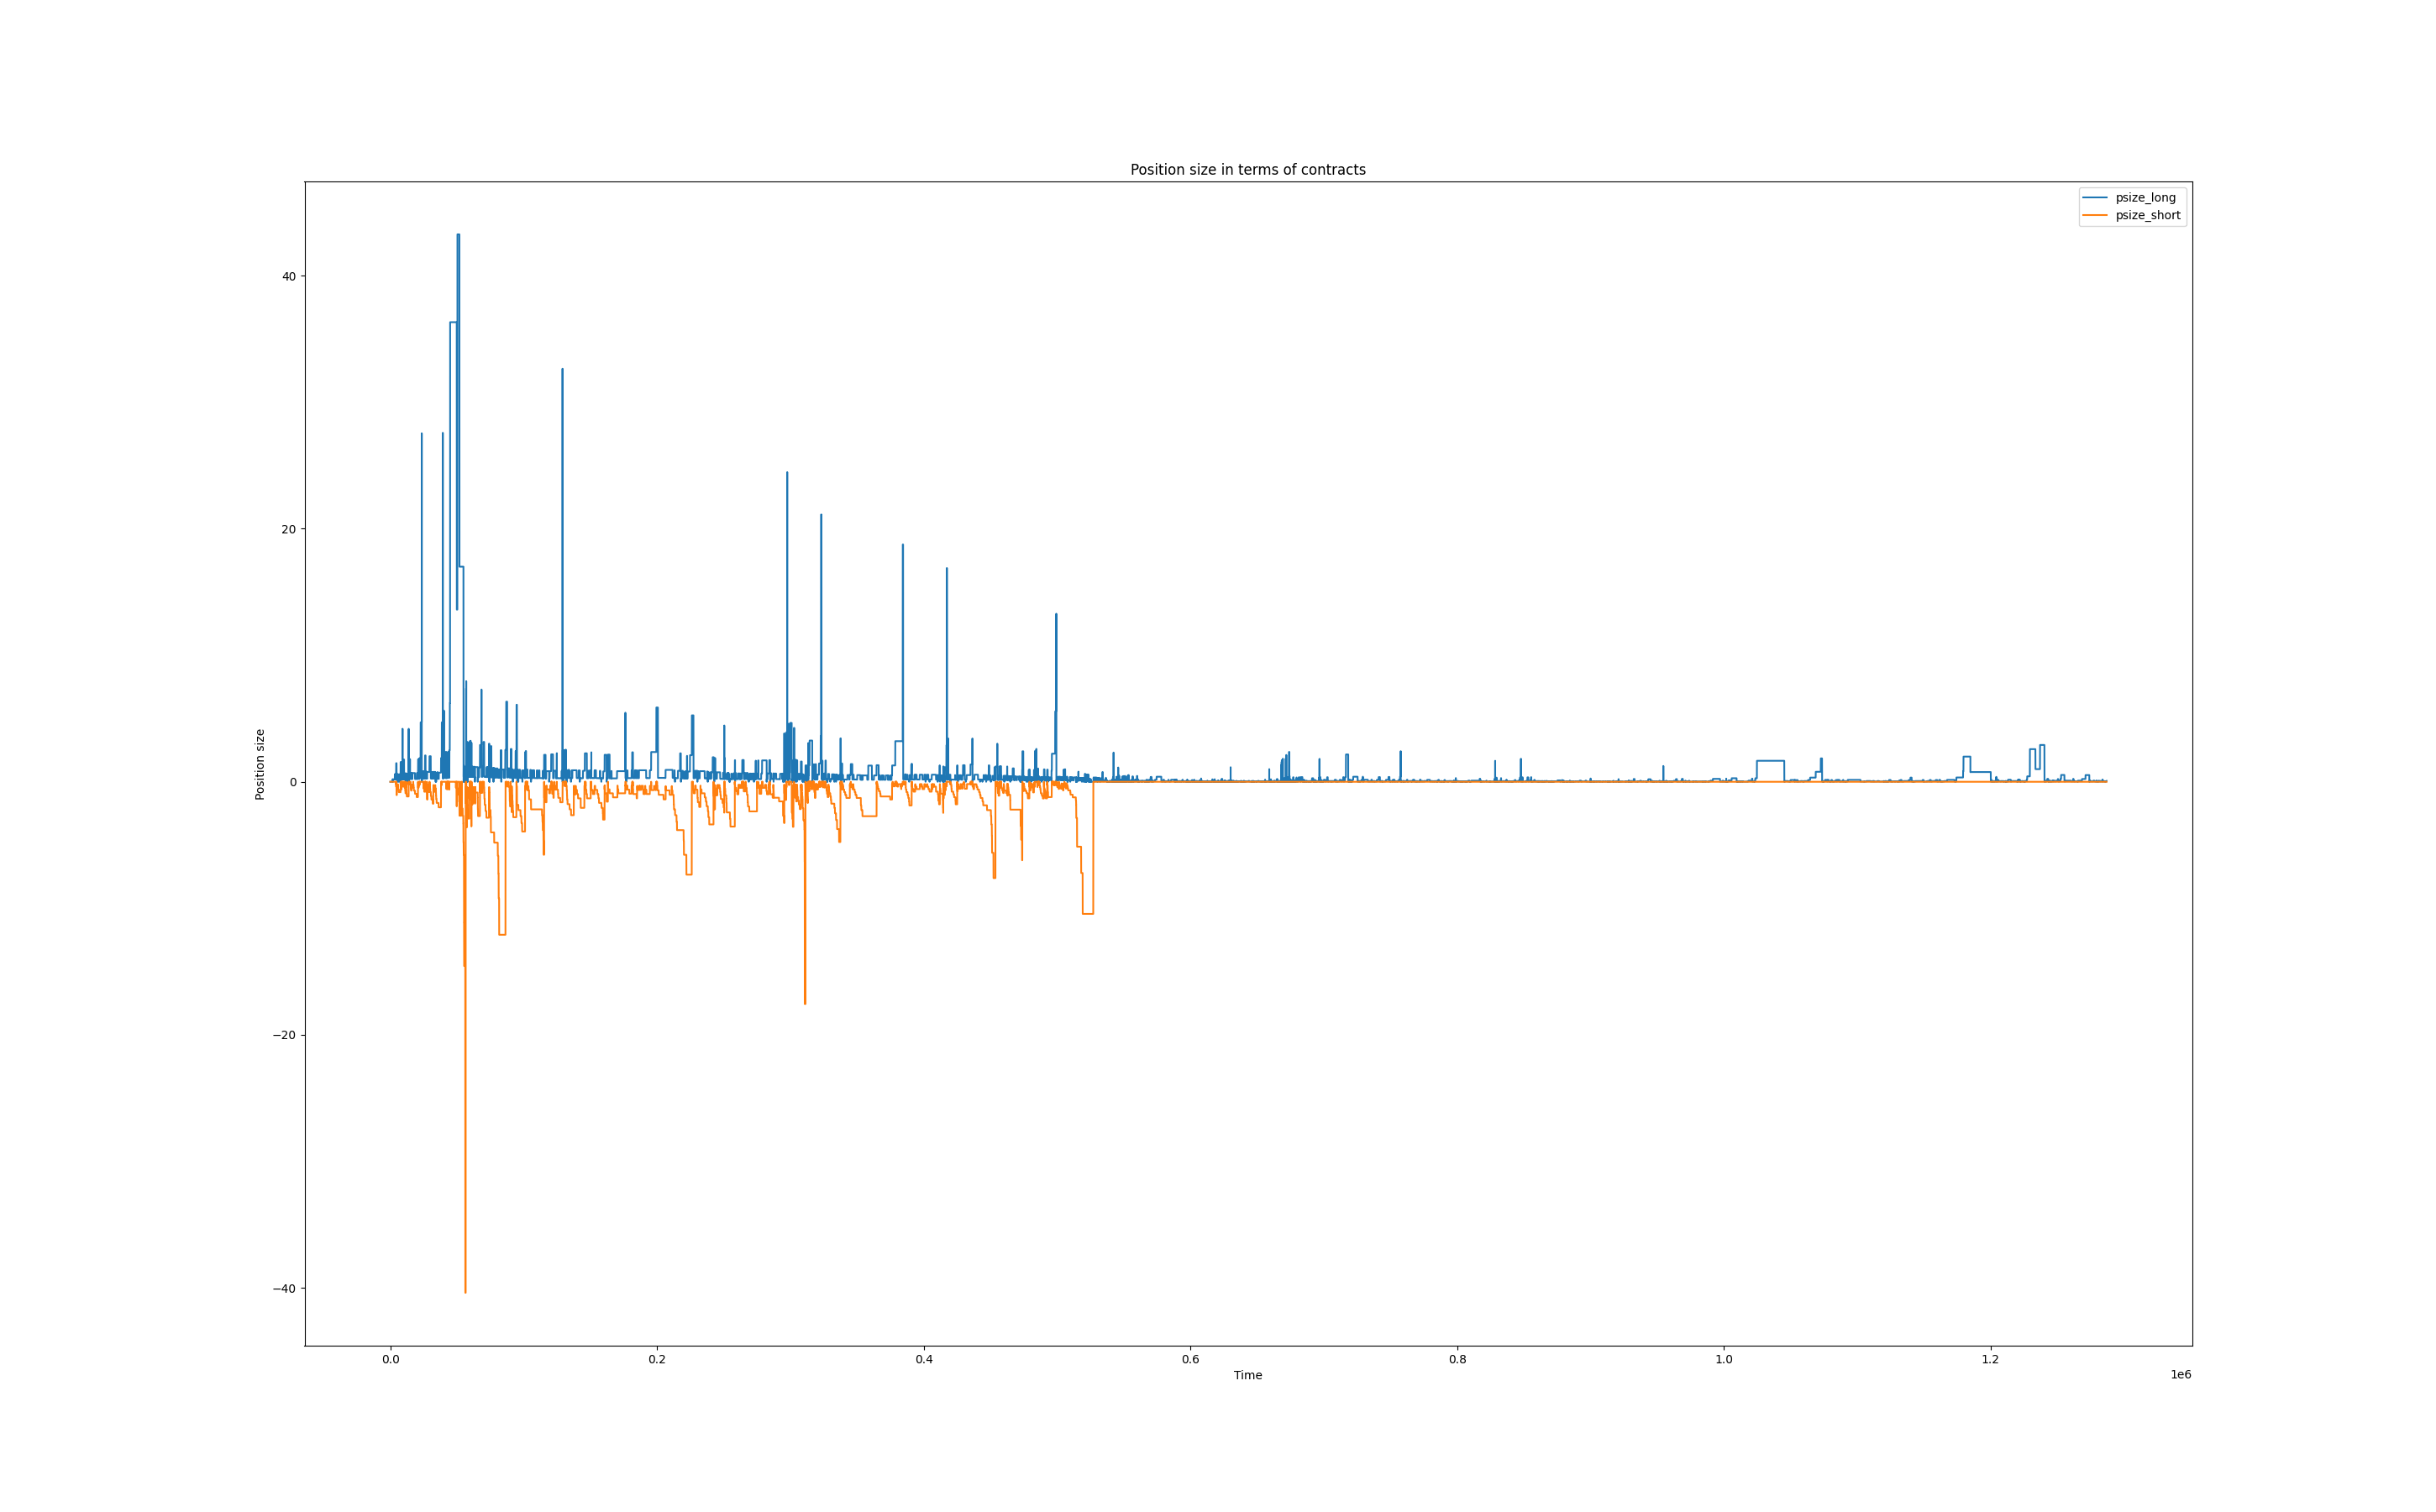 Position size in terms of contracts
psize_long
psize_short
Position size
40
20
0
−20
−40
0.0 0.2 0.4 0.6 0.8 1.0 1.2
Time
1e6